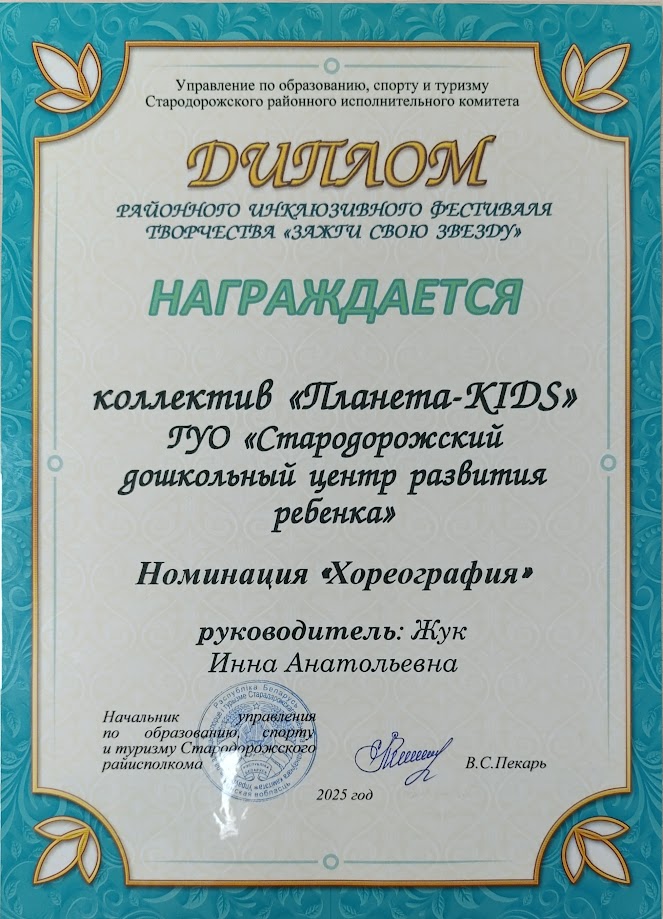 Управление по образованию, спорту и туризму
Стародорожского районного исполнительного комитета
ДИПЛОМ
РАЙОННОГО ИНКЛЮЗИВНОГО ФЕСТИВАЛЯ
ТВОРЧЕСТВА «ЗАЖГИ СВОЮ ЗВЕЗДУ»
НАГРАЖДАЕТСЯ
коллектив «Планета-KIDS»
ГУО «Стародорожский
дошкольный центр развития
ребенка»
Номинация «Хореография»
руководитель: Жук
Инна Анатольевна
Начальник управления
по образованию, спорту
и туризму Стародорожского
райисполкома
В.С.Пекарь
2025 год
Рэспубліка Беларусь